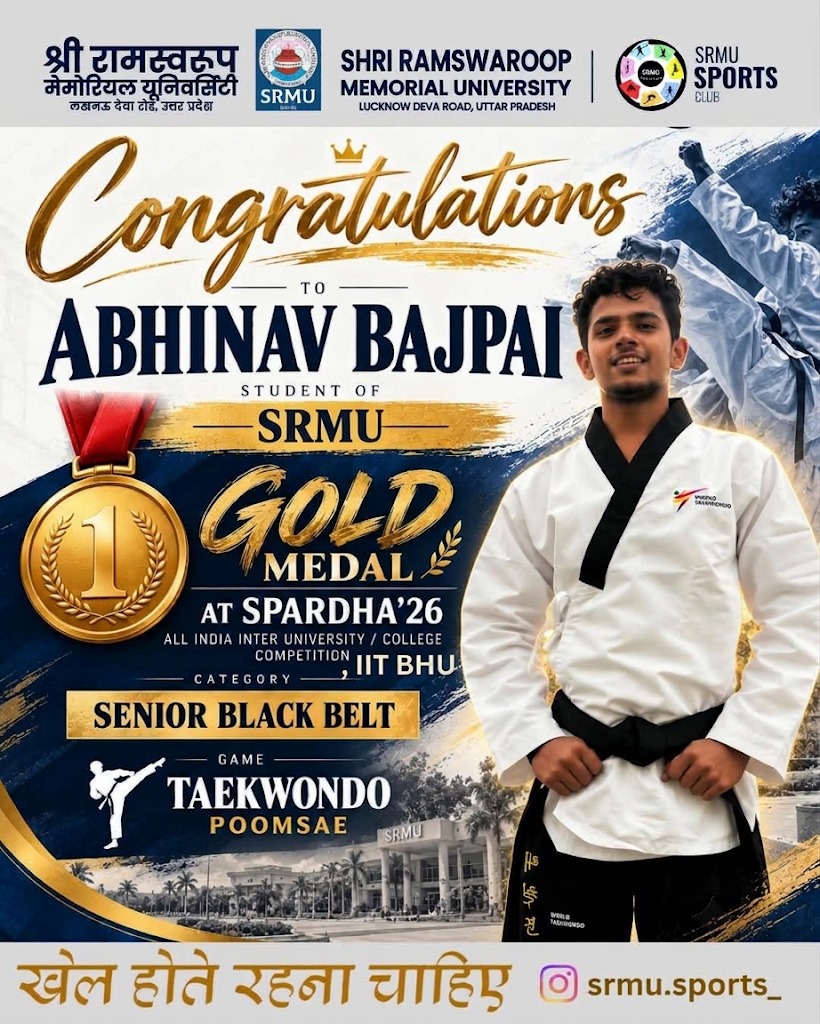 श्री रामस्वरूप
मेमोरियल यूनिवर्सिटी
लखनऊ देवा रोड, उत्तर प्रदेश
SRMU
SHRI RAMSWAROOP
MEMORIAL UNIVERSITY
LUCKNOW DEVA ROAD, UTTAR PRADESH
SRMU
SRMU
SPORTS
CLUB
Congratulations
TO
ABHINAV BAJPAI
STUDENT OF
SRMU
1
GOLD
MEDAL
AT SPARDHA'26
ALL INDIA INTER UNIVERSITY / COLLEGE
COMPETITION, IIT BHU
CATEGORY
SENIOR BLACK BELT
GAME
TAEKWONDO
POOMSAE
SRMU
WORLD
TAEKWONDO
खेल होते रहना चाहिए
srmu.sports_